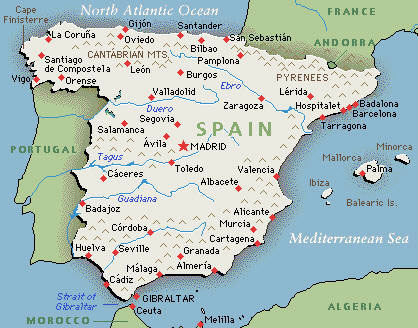 North Atlantic Ocean
Cape
Finisterre
FRANCE
ANDORRA
La Coruña
Gijón
Oviedo
Santander
San Sebastián
Bilbao
Pamplona
CANTABRIAN MTS.
Santiago
de Compostela
León
Burgos
PYRENEES
Vigo
Orense
Ebro
Lérida
Valladolid
Zaragoza
Hospitalet
Badalona
Barcelona
Duero
Tarragona
Salamanca
Segovia
SPAIN
Ávila
MADRID
PORTUGAL
Tagus
Toledo
Minorca
Mallorca
Cáceres
Valencia
Palma
Albacete
Ibiza
Guadiana
Balearic Is.
Badajoz
Alicante
Córdoba
Murcia
Cartagena
Mediterranean Sea
Huelva
Seville
Granada
Málaga
Almería
Cádiz
Strait of
Gibraltar
GIBRALTAR
Ceuta
MOROCCO
Melilla
ALGERIA